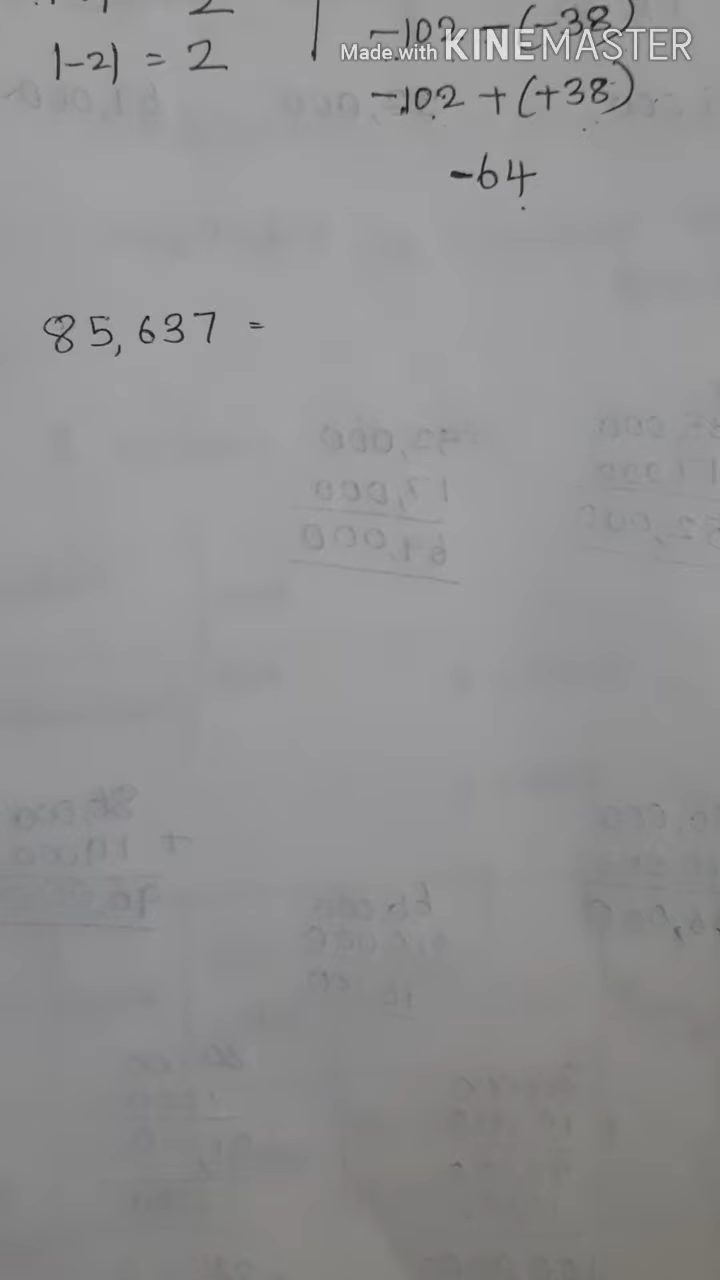 |-2| = 2
-102 - (-38)
Made with KINEMASTER
-102 + (+38)
-64
85,637 =